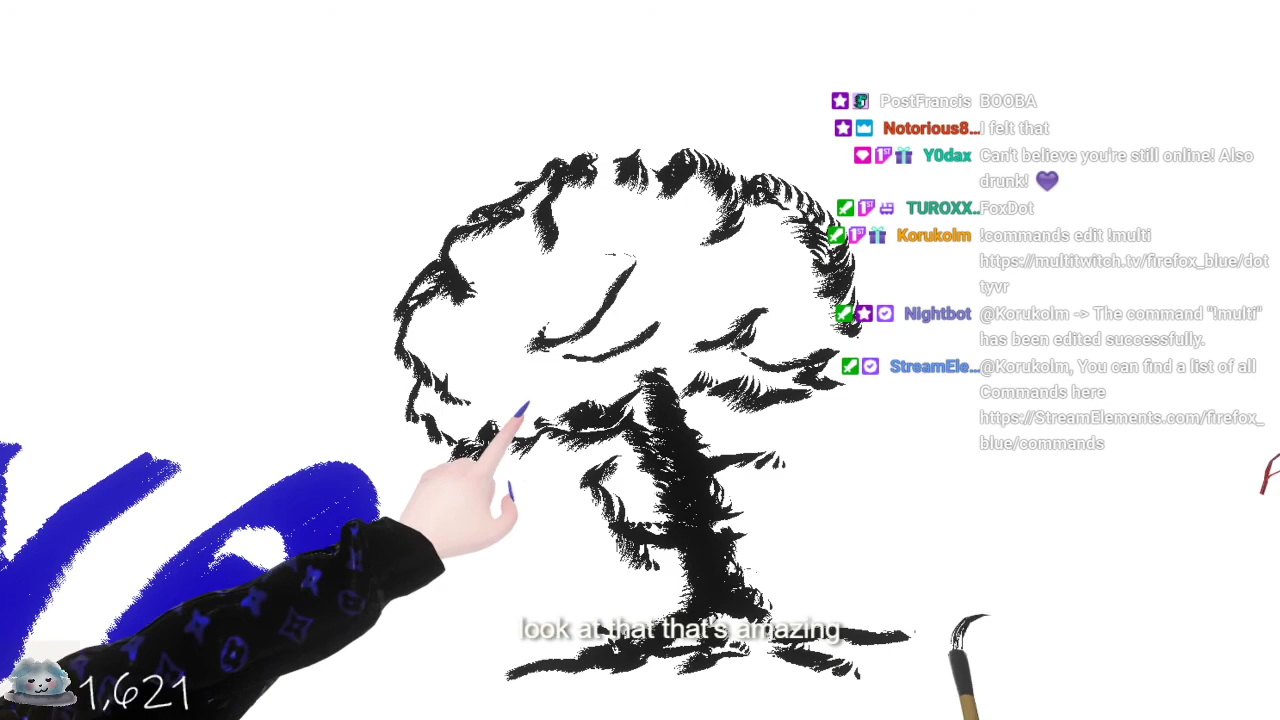 PostFrancis BOOBA
Notorious8... I felt that
Y0dax Can't believe you're still online! Also
drunk! 💜
TUROXX.. FoxDot
Korukolm !commands edit !multi
https://multitwitch.tv/firefox_blue/dot
tyvr
Nightbot @Korukolm -> The command "!multi"
has been edited successfully.
StreamEle... @Korukolm, You can find a list of all
Commands here
https://StreamElements.com/firefox_
blue/commands
look at that that's amazing
1,621